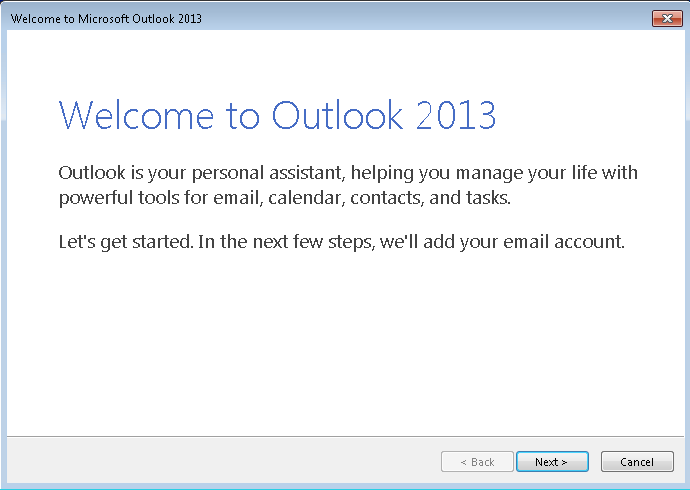 Welcome to Microsoft Outlook 2013
Welcome to Outlook 2013
Outlook is your personal assistant, helping you manage your life with
powerful tools for email, calendar, contacts, and tasks.
Let's get started. In the next few steps, we'll add your email account.
< Back Next > Cancel